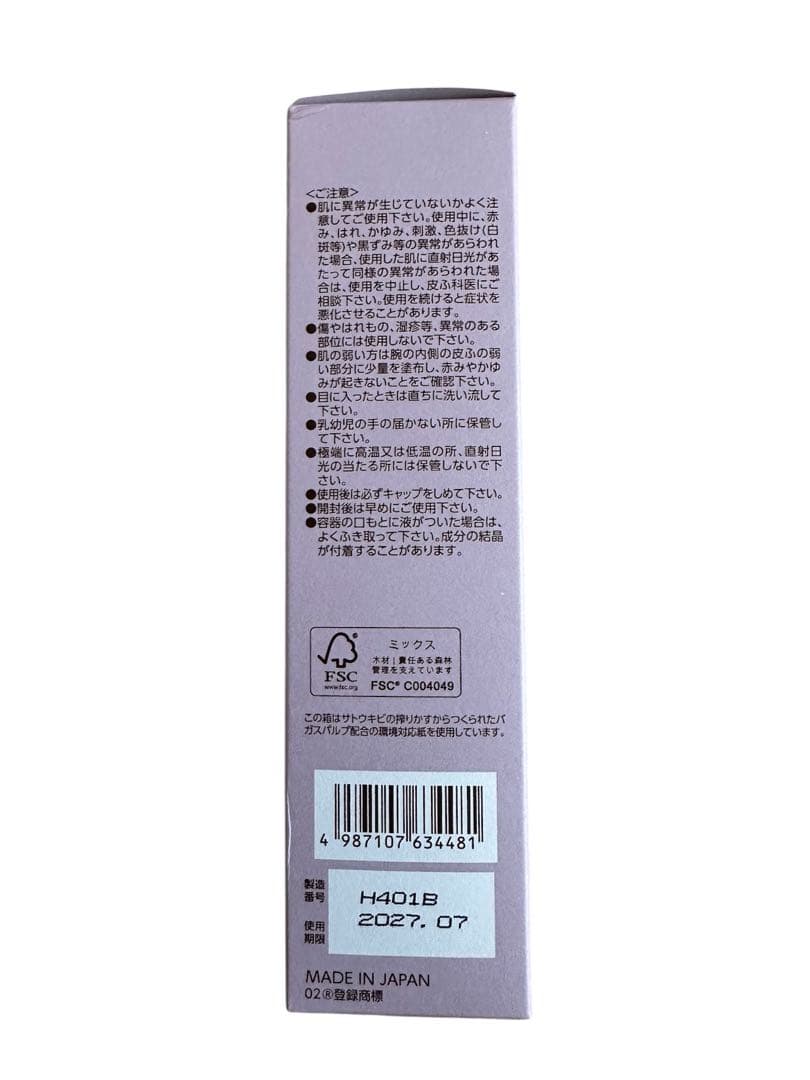 ＜ご注意＞
●肌に異常が生じていないかよく注
意してご使用下さい。使用中に、赤
み、はれ、かゆみ、刺激、色抜け(白
斑等)や黒ずみ等の異常があらわれ
た場合、使用した肌に直射日光があ
たって同様の異常があらわれた場
合は、使用を中止し、皮ふ科医にご
相談下さい。使用を続けると症状を
悪化させることがあります。
●傷やはれもの、湿疹等、異常のある
部位には使用しないで下さい。
●肌の弱い方は腕の内側の皮ふの弱
い部分に少量を塗布し、赤みやかゆ
みが起きないことをご確認下さい。
●目に入ったときは直ちに洗い流して
下さい。
●乳幼児の手の届かない所に保管し
て下さい。
●極端に高温又は低温の所、直射日
光の当たる所には保管しないで下
さい。
●使用後は必ずキャップをしめて下さい。
●開封後は早めにご使用下さい。
●容器の口もとに液がついた場合は、
よくふき取って下さい。成分の結晶
が付着することがあります。
ミックス
木材｜責任ある森林
管理を支えています
FSC® C004049
FSC
www.fsc.org
この箱はサトウキビの搾りかすからつくられたバ
ガスパルプ配合の環境対応紙を使用しています。
4 987107 634481
製造
番号
H401B
使用
期限
2027.07
MADE IN JAPAN
02®登録商標